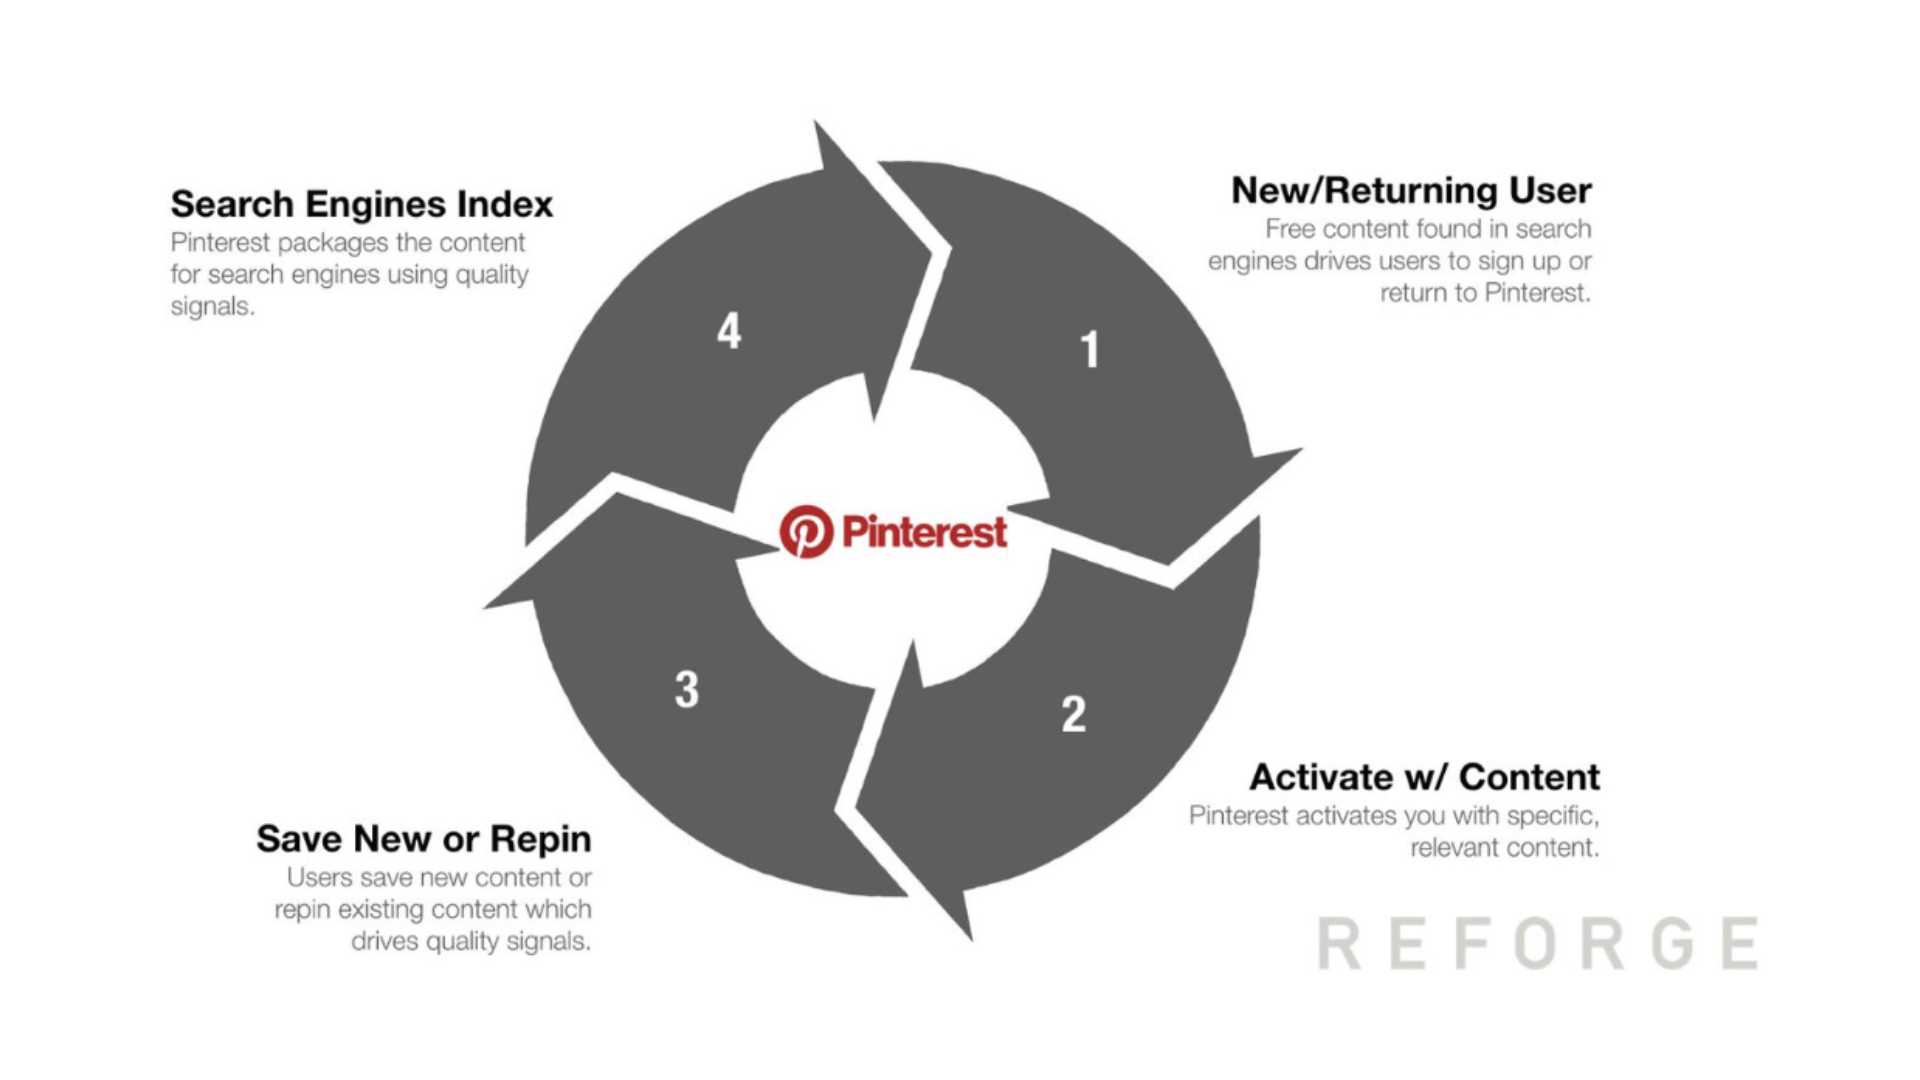 New/Returning User
Free content found in search
engines drives users to sign up or
return to Pinterest.
1
Activate w/ Content
Pinterest activates you with specific,
relevant content.
2
Save New or Repin
Users save new content or
repin existing content which
drives quality signals.
3
Search Engines Index
Pinterest packages the content
for search engines using quality
signals.
4
Pinterest
REFORGE